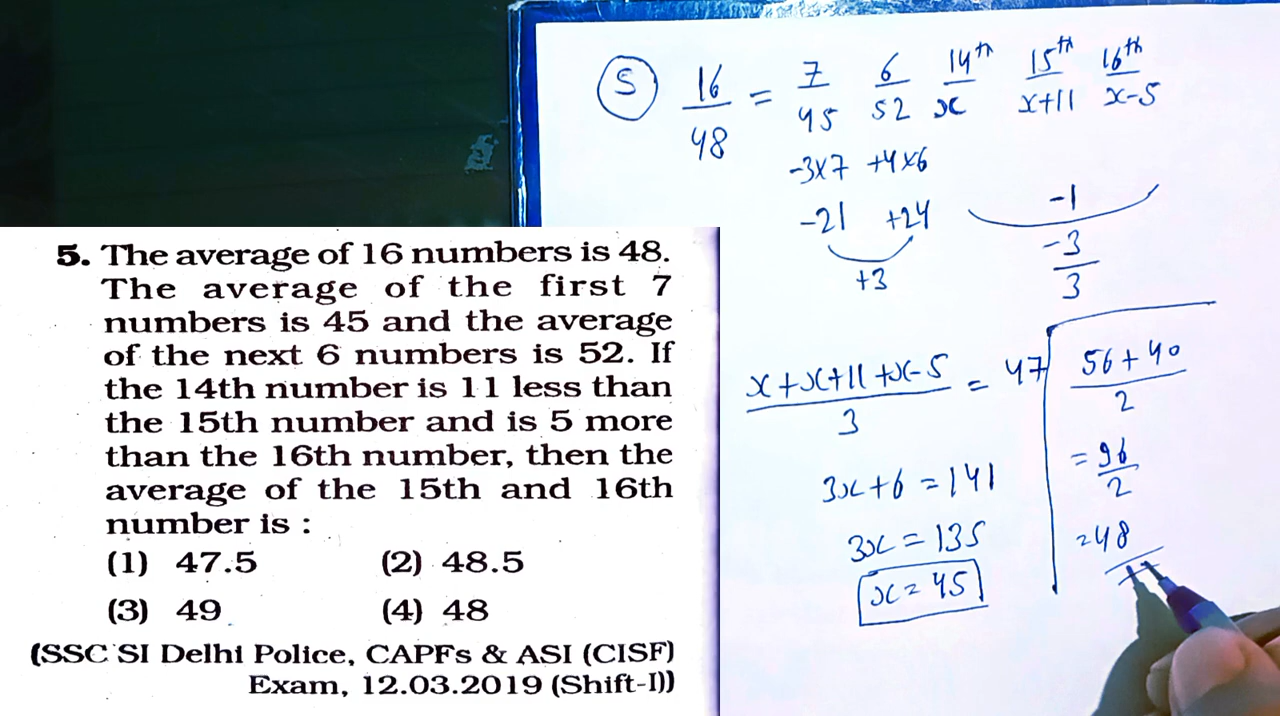 5 16/48 = 7/45 6/52 14th/x 15th/x+11 16th/x-5
-3x7 +4x6
-21 +24 -1
+3 -3/3
(x+x+11+x-5)/3 = 47
3x+6 = 141
3x = 135
x = 45
(56+40)/2
= 96/2
= 48
5. The average of 16 numbers is 48.
The average of the first 7
numbers is 45 and the average
of the next 6 numbers is 52. If
the 14th number is 11 less than
the 15th number and is 5 more
than the 16th number, then the
average of the 15th and 16th
number is :
(1) 47.5 (2) 48.5
(3) 49 (4) 48
(SSC SI Delhi Police, CAPFs & ASI (CISF)
Exam, 12.03.2019 (Shift-I))